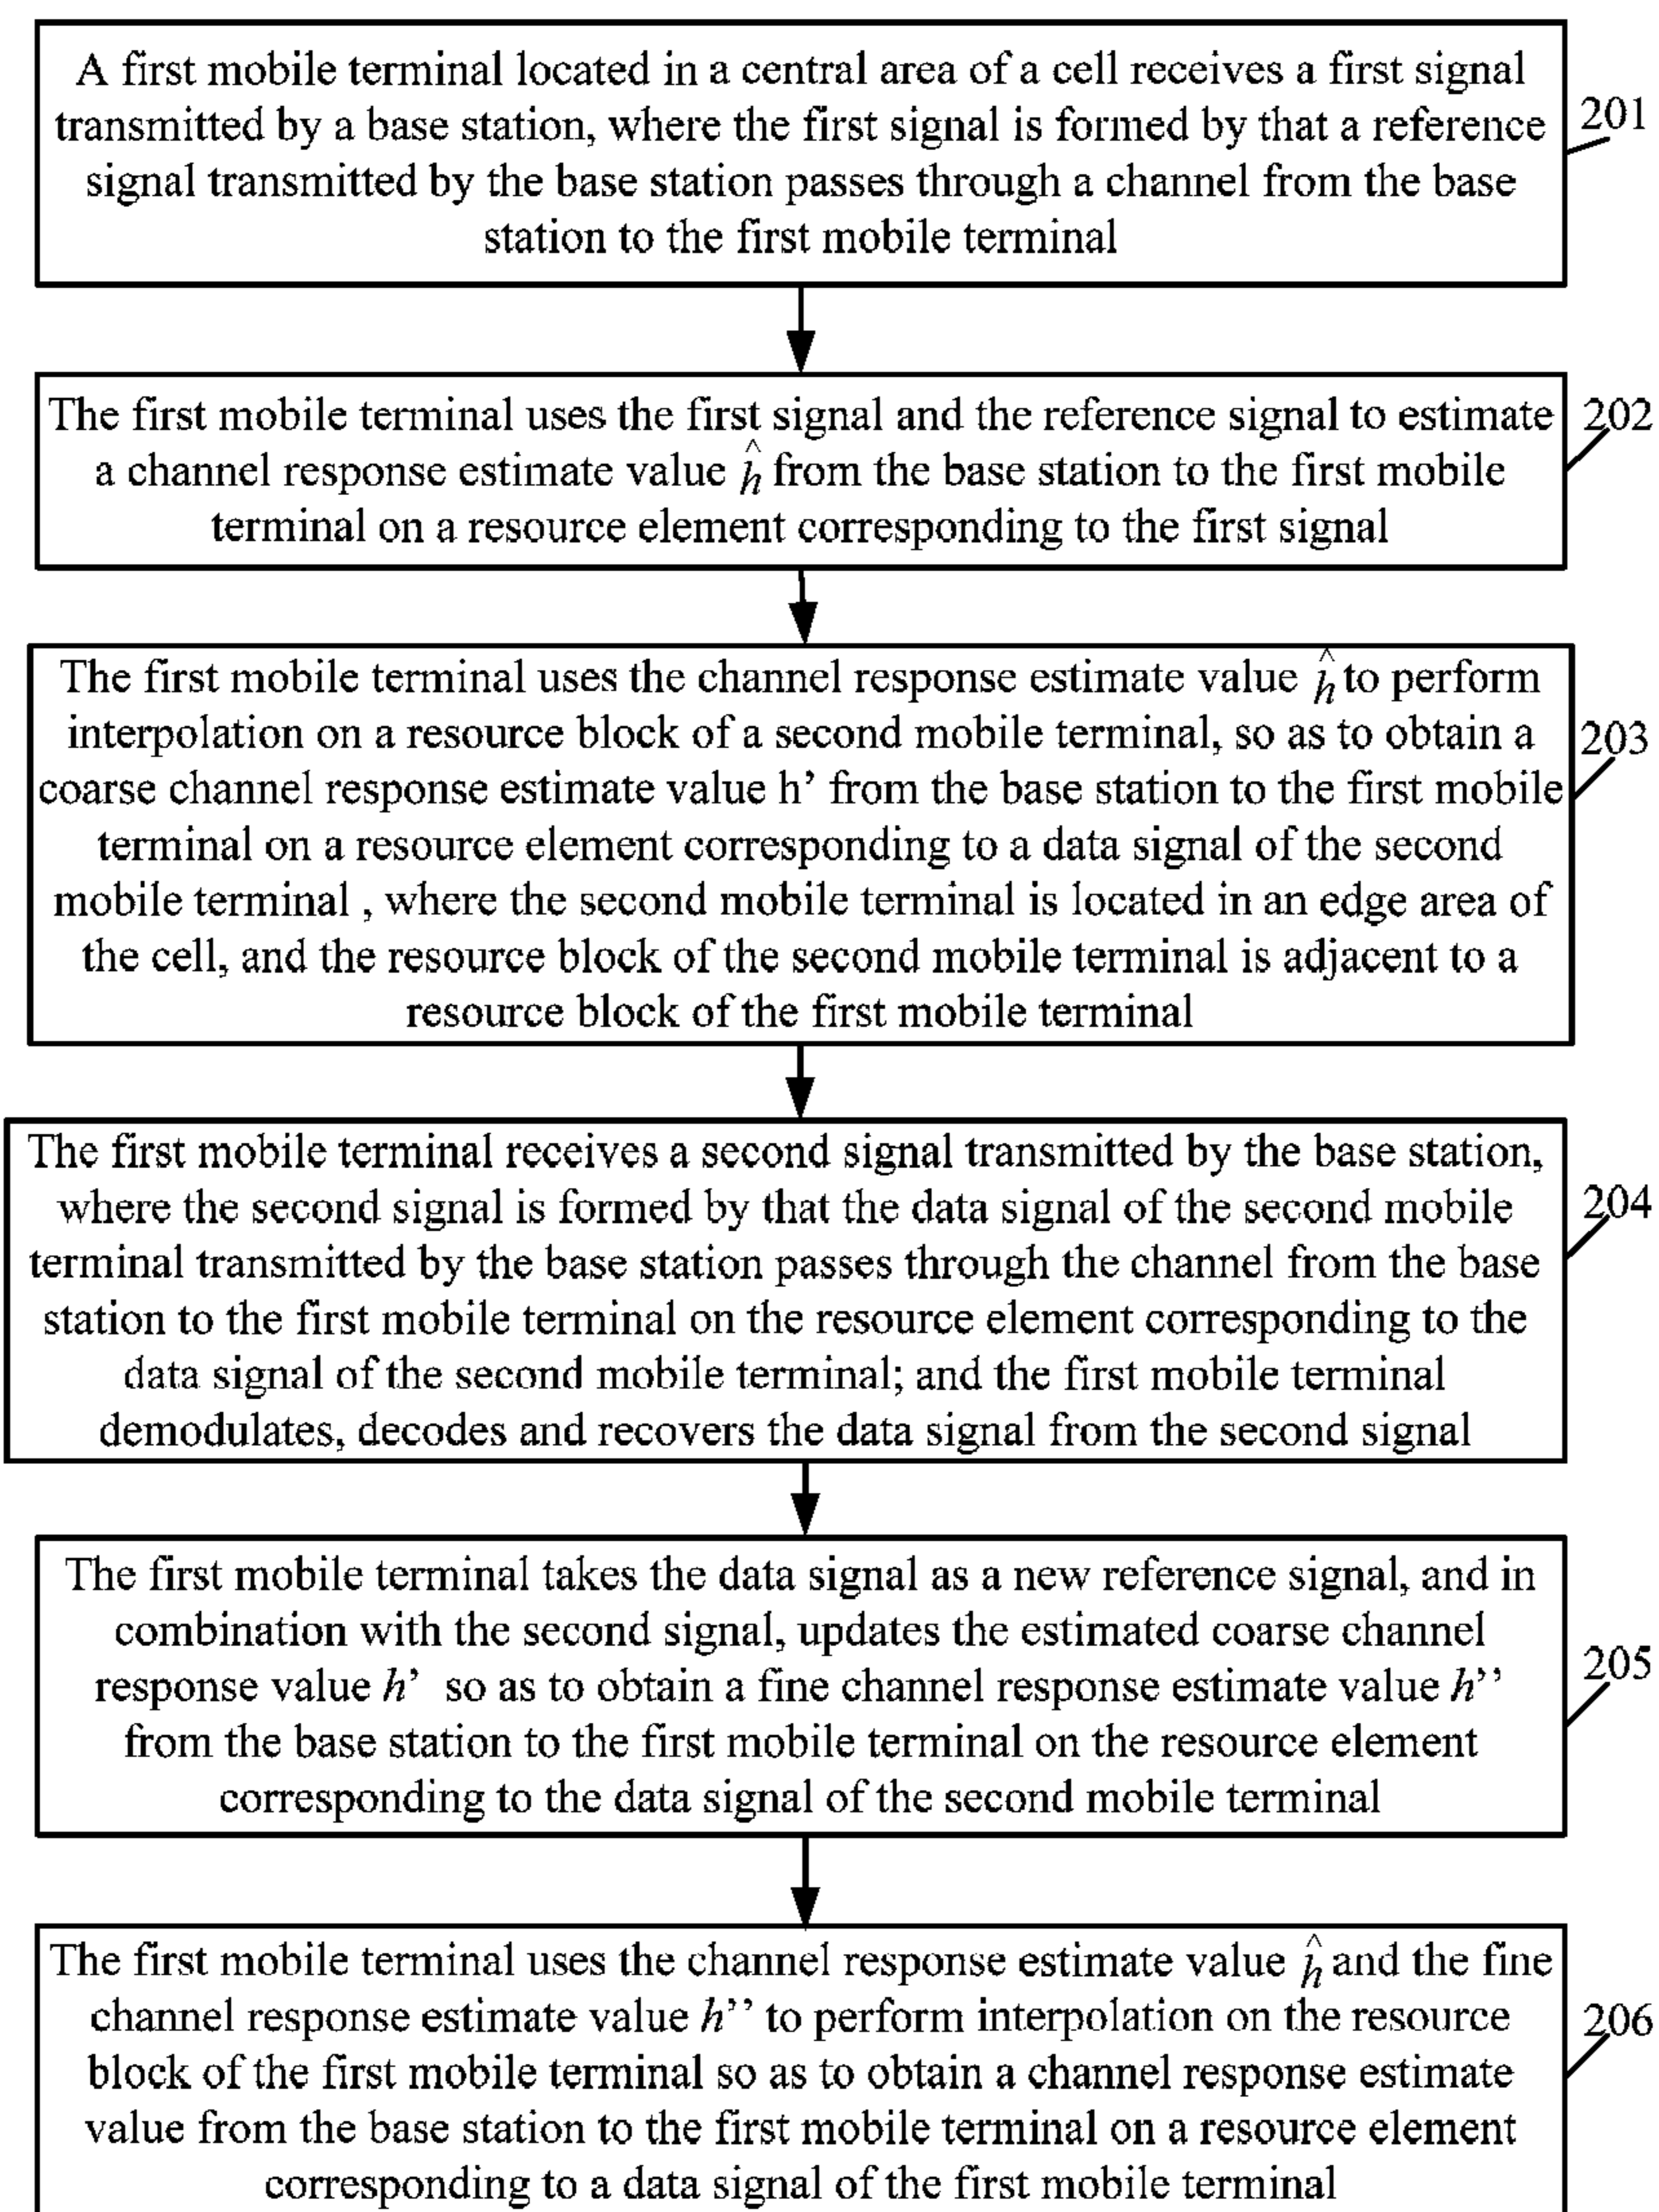 A first mobile terminal located in a central area of a cell receives a first signal
transmitted by a base station, where the first signal is formed by that a reference
signal transmitted by the base station passes through a channel from the base
station to the first mobile terminal
201
The first mobile terminal uses the first signal and the reference signal to estimate
a channel response estimate value ĥ from the base station to the first mobile
terminal on a resource element corresponding to the first signal
202
The first mobile terminal uses the channel response estimate value ĥ to perform
interpolation on a resource block of a second mobile terminal, so as to obtain a
coarse channel response estimate value h' from the base station to the first mobile
terminal on a resource element corresponding to a data signal of the second
mobile terminal , where the second mobile terminal is located in an edge area of
the cell, and the resource block of the second mobile terminal is adjacent to a
resource block of the first mobile terminal
203
The first mobile terminal receives a second signal transmitted by the base station,
where the second signal is formed by that the data signal of the second mobile
terminal transmitted by the base station passes through the channel from the base
station to the first mobile terminal on the resource element corresponding to the
data signal of the second mobile terminal; and the first mobile terminal
demodulates, decodes and recovers the data signal from the second signal
204
The first mobile terminal takes the data signal as a new reference signal, and in
combination with the second signal, updates the estimated coarse channel
response value h' so as to obtain a fine channel response estimate value h''
from the base station to the first mobile terminal on the resource element
corresponding to the data signal of the second mobile terminal
205
The first mobile terminal uses the channel response estimate value ĥ and the fine
channel response estimate value h'' to perform interpolation on the resource
block of the first mobile terminal so as to obtain a channel response estimate
value from the base station to the first mobile terminal on a resource element
corresponding to a data signal of the first mobile terminal
206